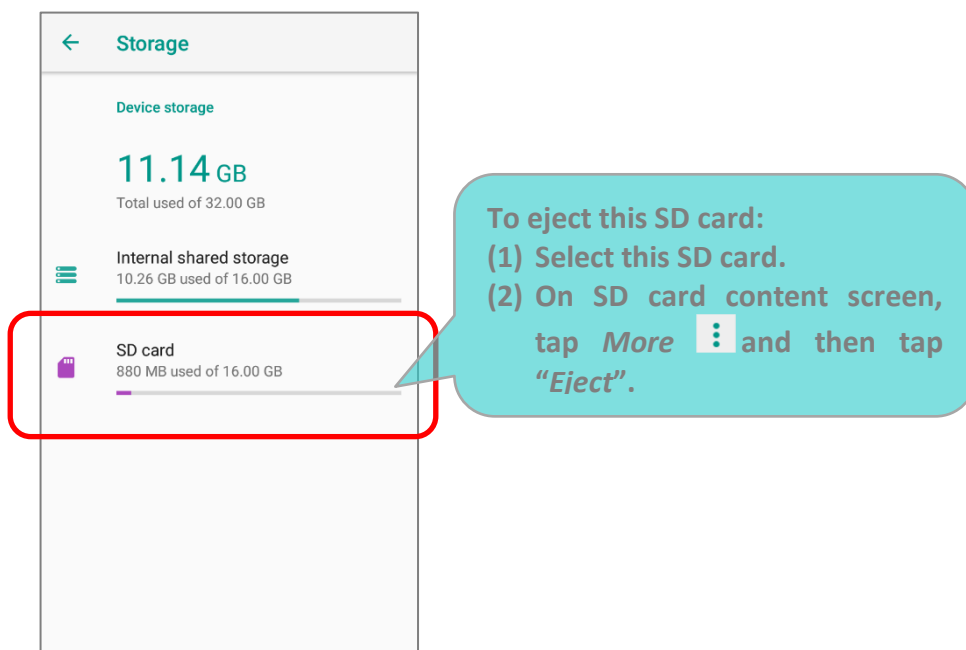 Storage
Device storage
11.14 GB
Total used of 32.00 GB
Internal shared storage
10.26 GB used of 16.00 GB
SD card
880 MB used of 16.00 GB
To eject this SD card:
(1) Select this SD card.
(2) On SD card content screen,
tap More and then tap
“Eject”.